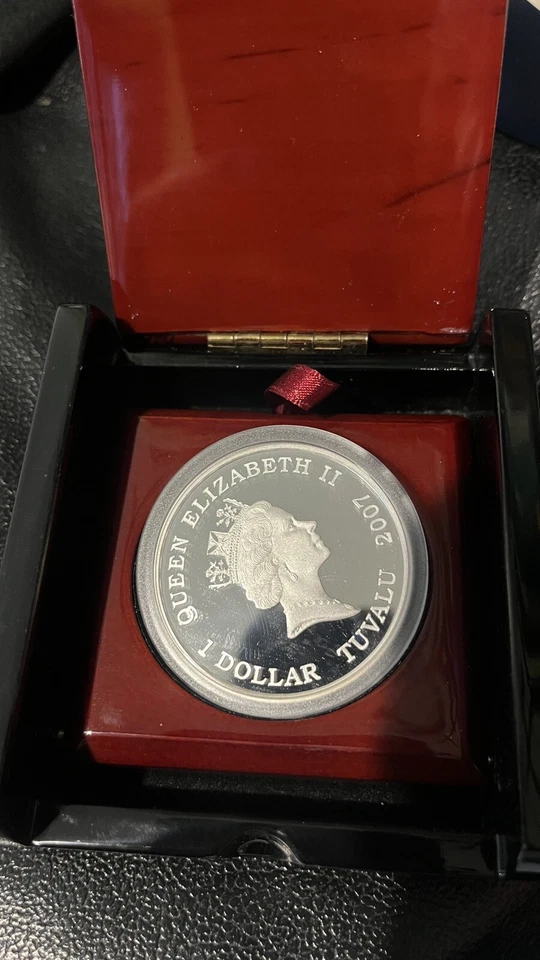 QUEEN ELIZABETH II
2007
1 DOLLAR TUVALU